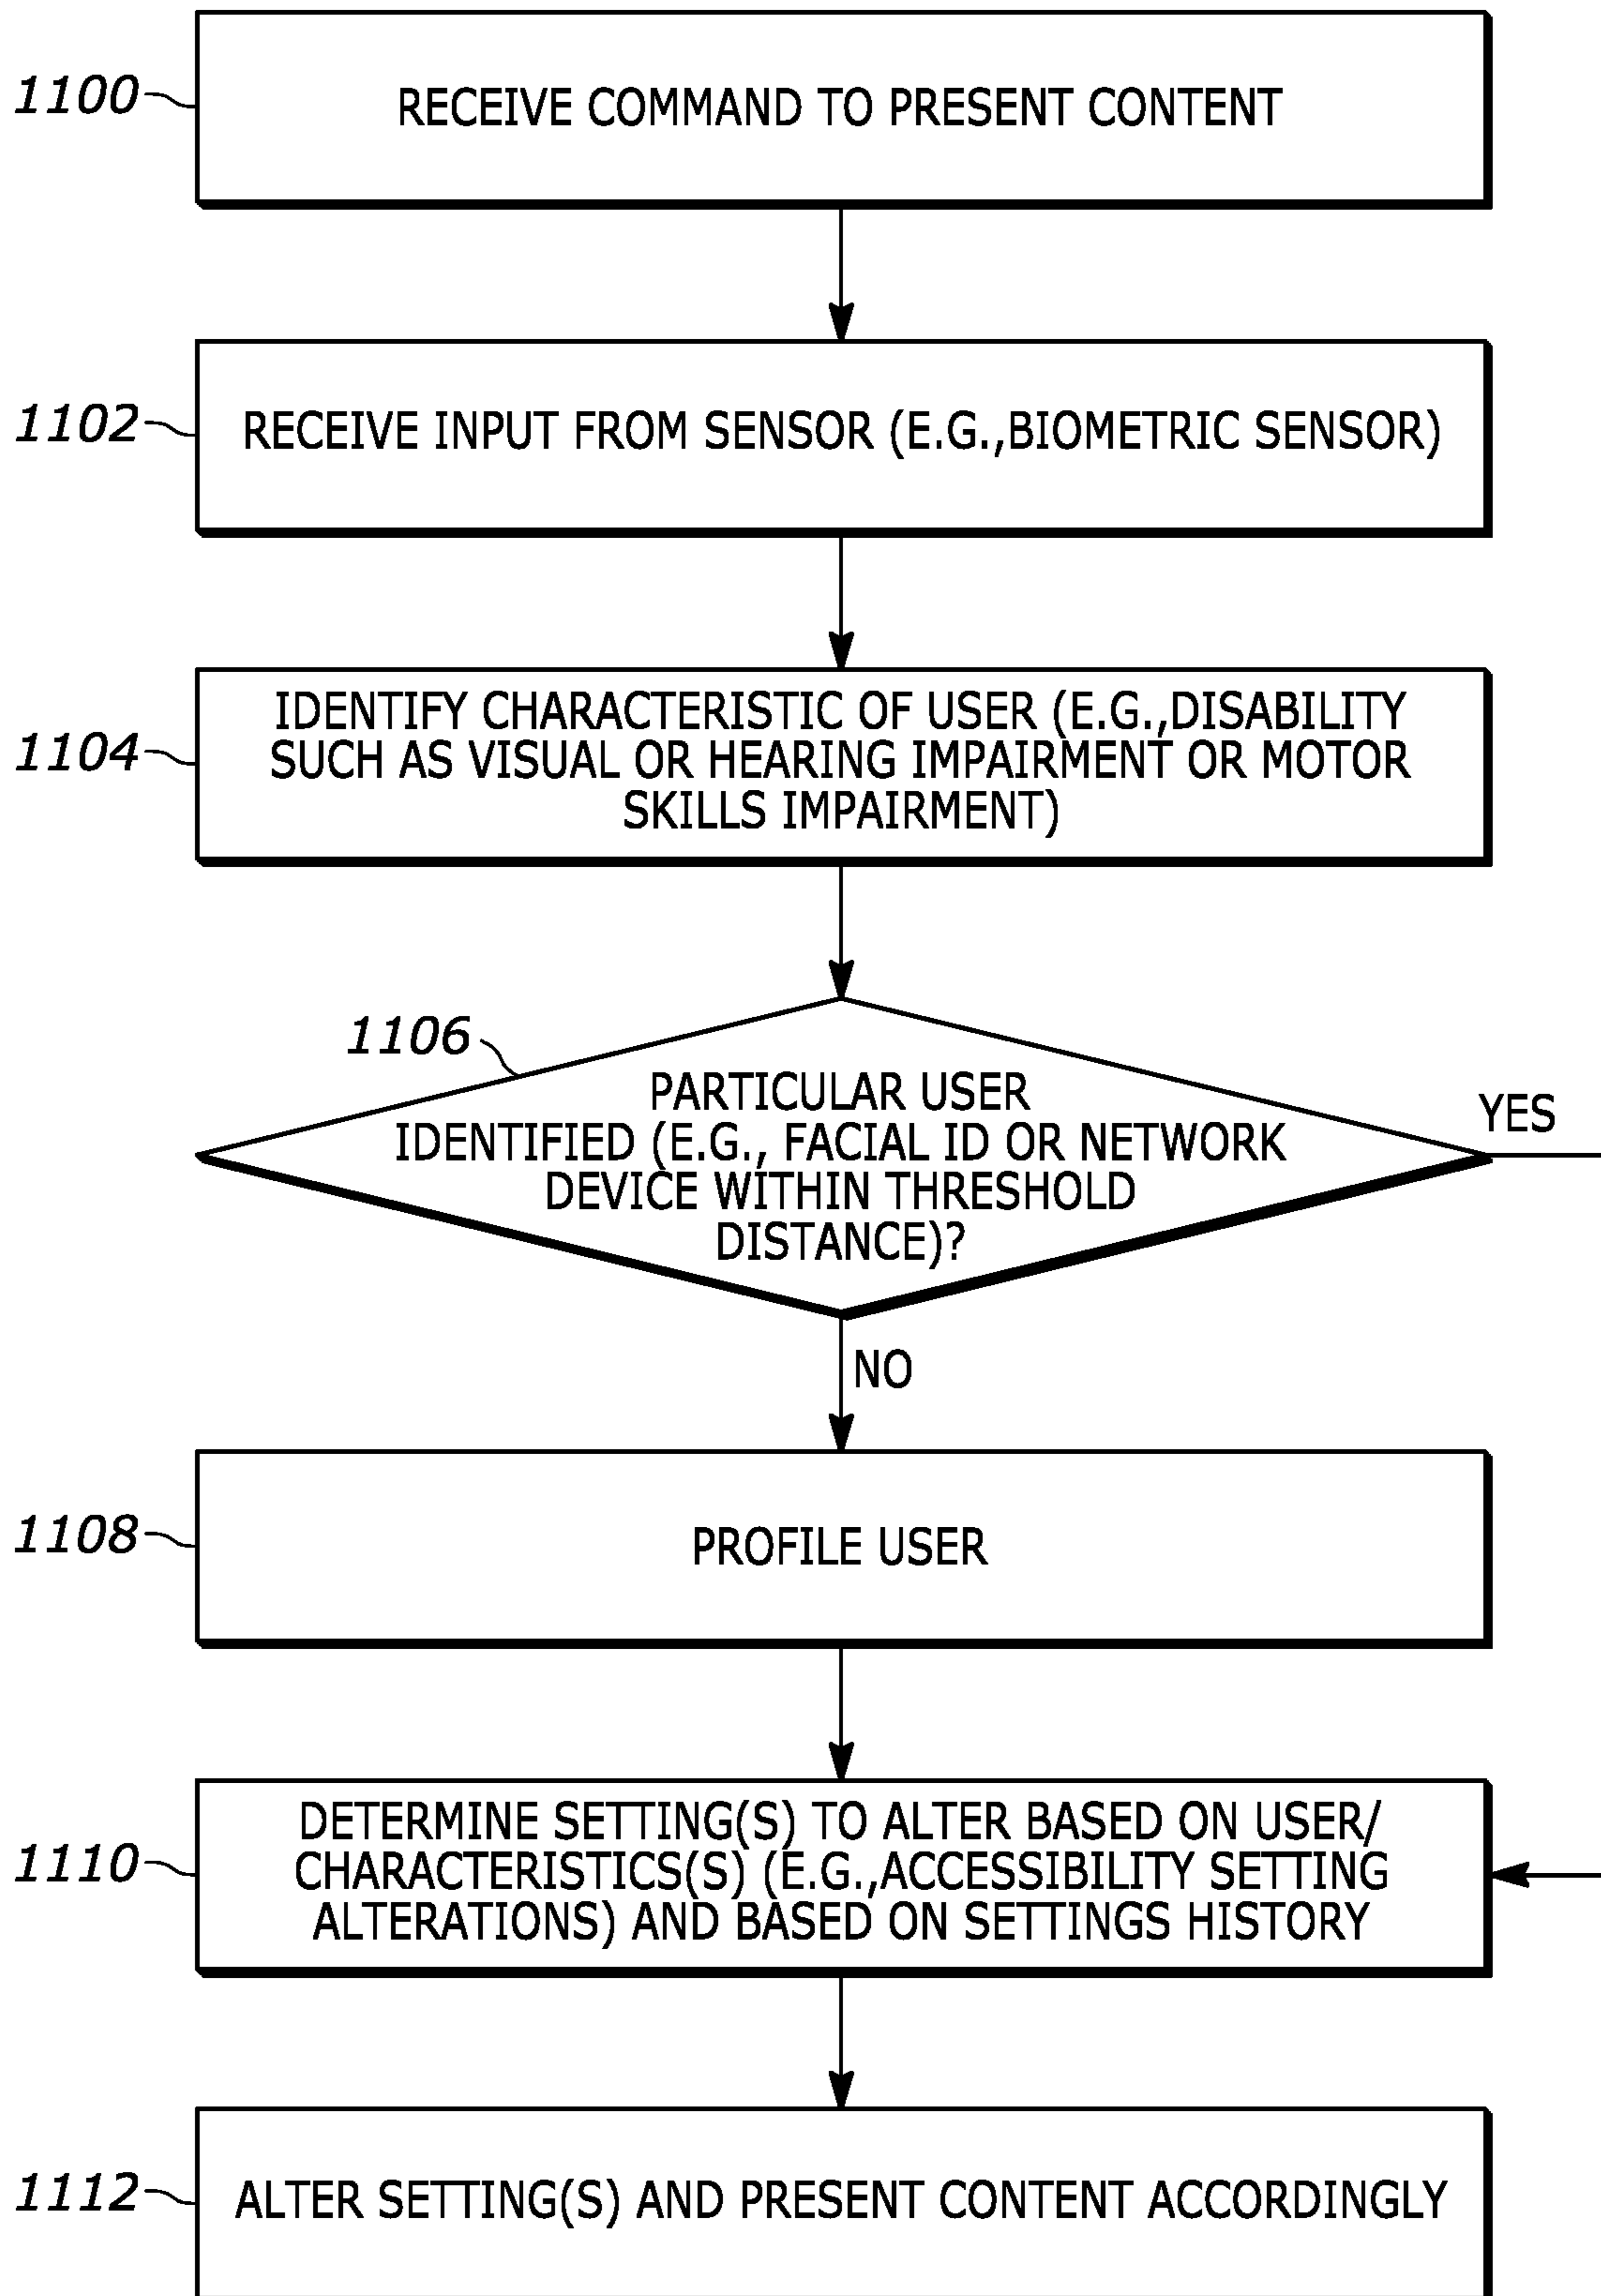 1100
RECEIVE COMMAND TO PRESENT CONTENT
1102
RECEIVE INPUT FROM SENSOR (E.G.,BIOMETRIC SENSOR)
1104
IDENTIFY CHARACTERISTIC OF USER (E.G.,DISABILITY
SUCH AS VISUAL OR HEARING IMPAIRMENT OR MOTOR
SKILLS IMPAIRMENT)
1106
PARTICULAR USER
IDENTIFIED (E.G., FACIAL ID OR NETWORK
DEVICE WITHIN THRESHOLD
DISTANCE)?
YES
NO
1108
PROFILE USER
1110
DETERMINE SETTING(S) TO ALTER BASED ON USER/
CHARACTERISTICS(S) (E.G.,ACCESSIBILITY SETTING
ALTERATIONS) AND BASED ON SETTINGS HISTORY
1112
ALTER SETTING(S) AND PRESENT CONTENT ACCORDINGLY